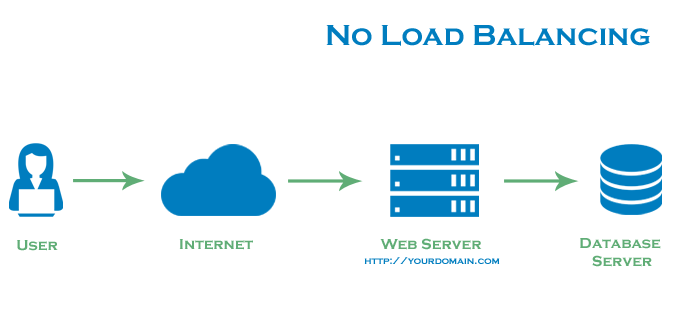 No Load Balancing
User
Internet
Web Server
http://yourdomain.com
Database
Server